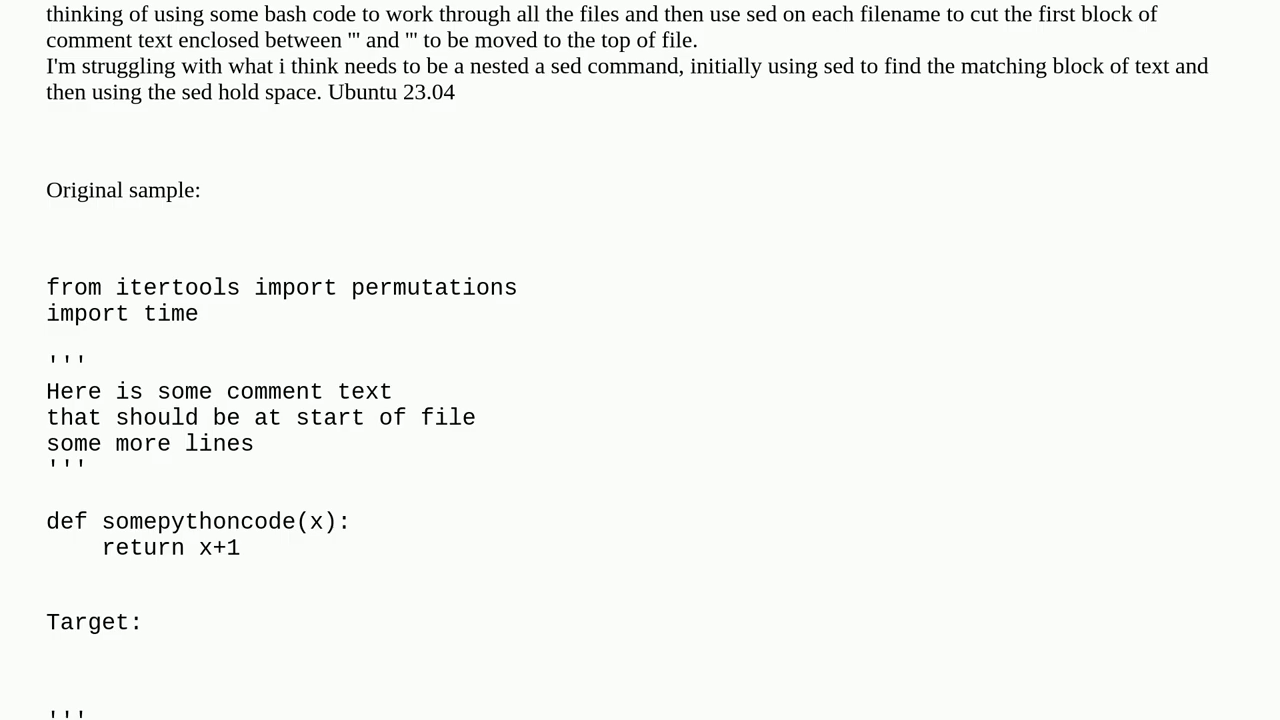 thinking of using some bash code to work through all the files and then use sed on each filename to cut the first block of
comment text enclosed between ''' and ''' to be moved to the top of file.
I'm struggling with what i think needs to be a nested a sed command, initially using sed to find the matching block of text and
then using the sed hold space. Ubuntu 23.04
Original sample:
from itertools import permutations
import time
'''
Here is some comment text
that should be at start of file
some more lines
'''
def somepythoncode(x):
    return x+1
Target:
'''